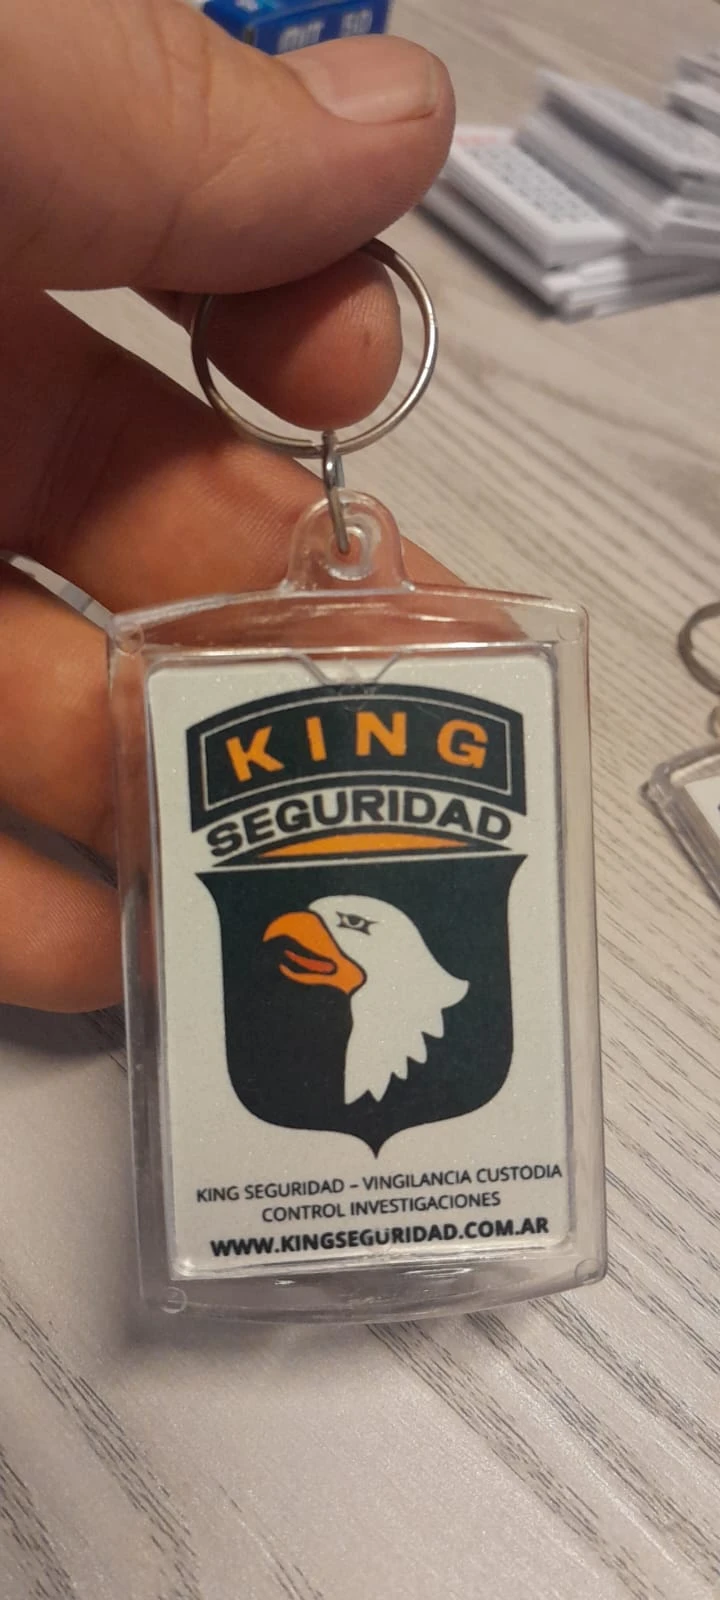 KING
SEGURIDAD
KING SEGURIDAD – VINGILANCIA CUSTODIA
CONTROL INVESTIGACIONES
WWW.KINGSEGURIDAD.COM.AR